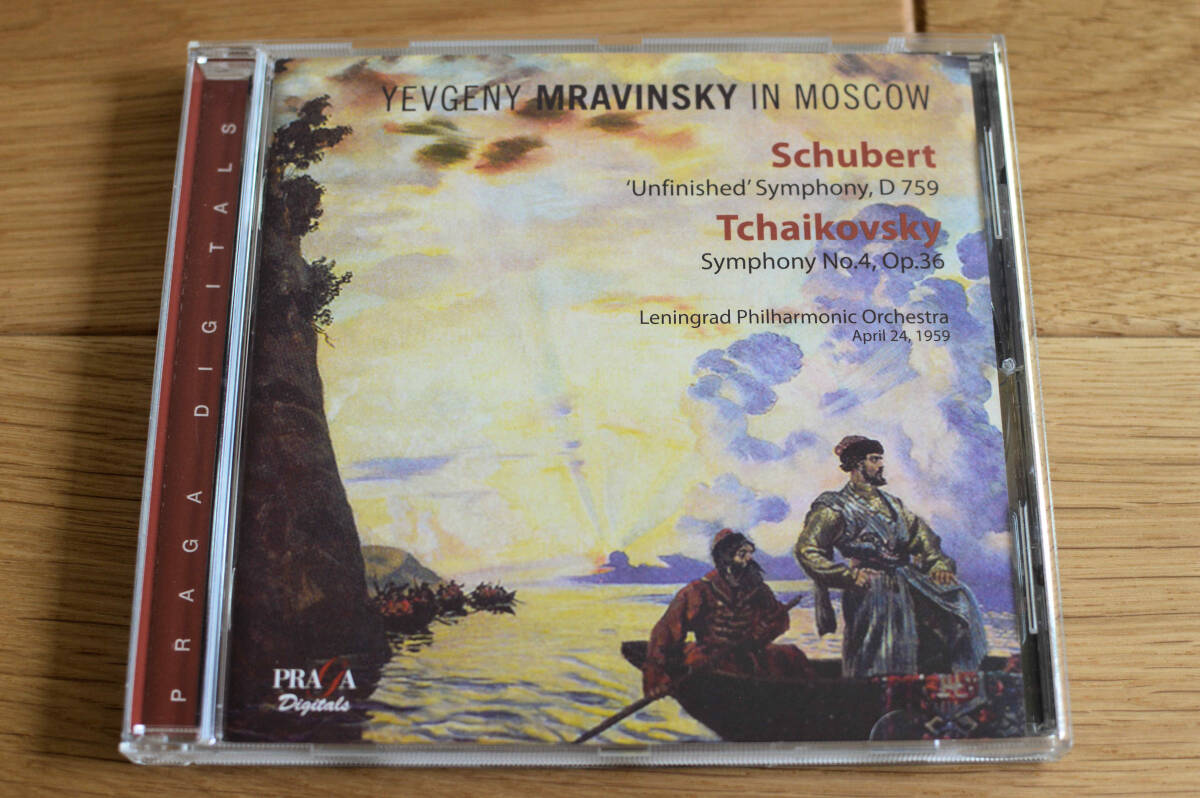 YEVGENY MRAVINSKY IN MOSCOW
Schubert
'Unfinished' Symphony, D 759
Tchaikovsky
Symphony No.4, Op.36
Leningrad Philharmonic Orchestra
April 24, 1959
PRAGA DIGITALS
PRAGA
Digitals